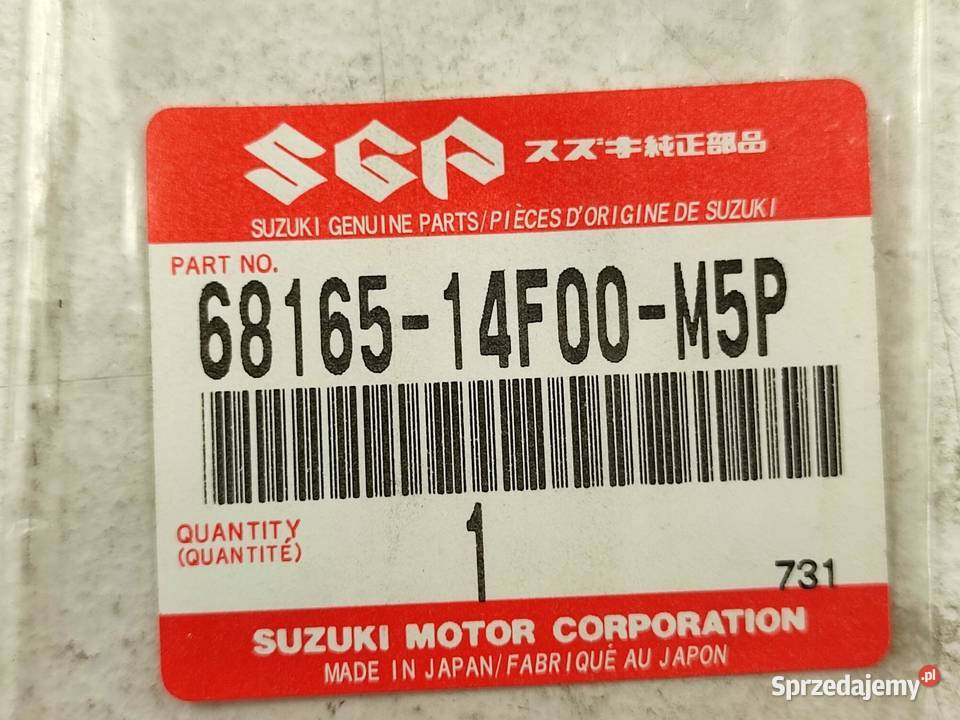 SGP スズキ純正部品
SUZUKI GENUINE PARTS/PIÈCES D'ORIGINE DE SUZUKI
PART NO.
68165-14F00-M5P
QUANTITY
(QUANTITÉ)
1
731
SUZUKI MOTOR CORPORATION
MADE IN JAPAN/FABRIQUÉ AU JAPON
Sprzedajemy.pl